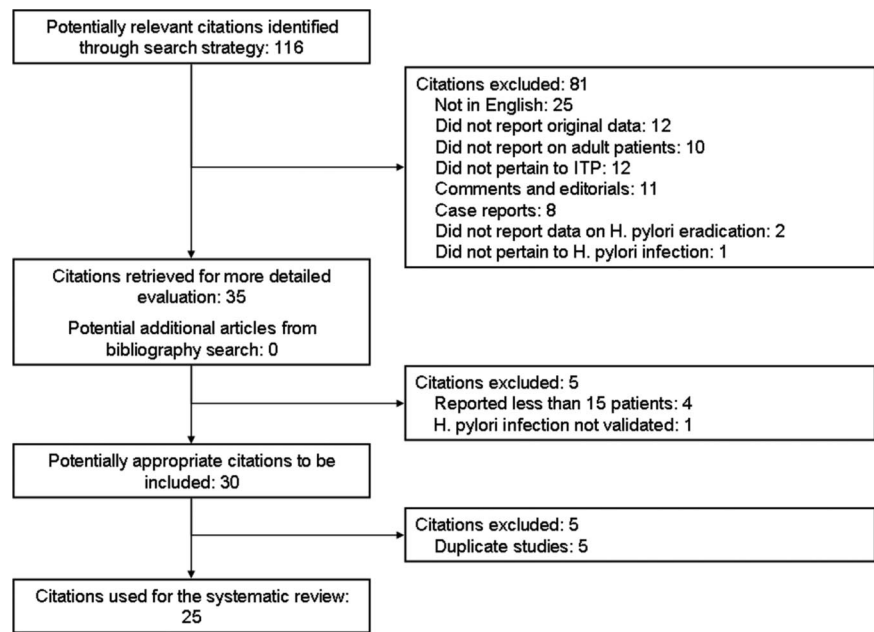 Potentially relevant citations identified
through search strategy: 116
Citations excluded: 81
Not in English: 25
Did not report original data: 12
Did not report on adult patients: 10
Did not pertain to ITP: 12
Comments and editorials: 11
Case reports: 8
Did not report data on H. pylori eradication: 2
Did not pertain to H. pylori infection: 1
Citations retrieved for more detailed
evaluation: 35
Potential additional articles from
bibliography search: 0
Citations excluded: 5
Reported less than 15 patients: 4
H. pylori infection not validated: 1
Potentially appropriate citations to be
included: 30
Citations excluded: 5
Duplicate studies: 5
Citations used for the systematic review:
25